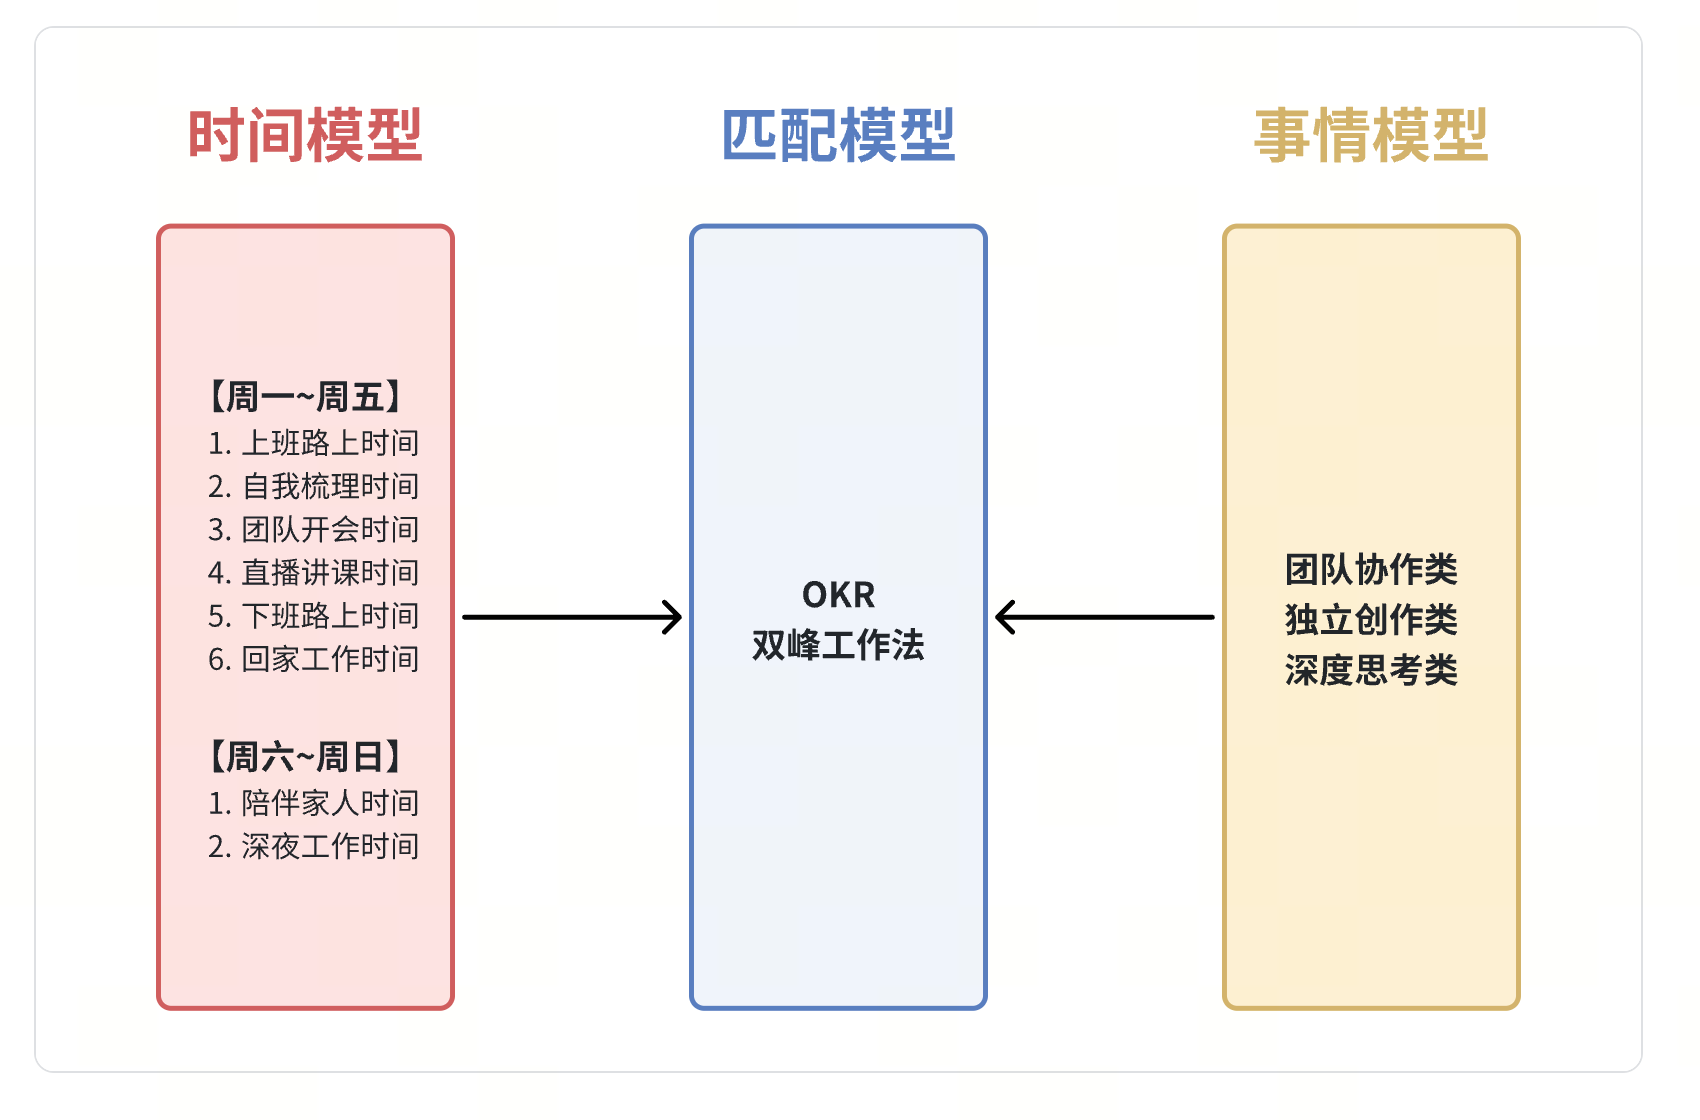 时间模型
【周一~周五】
1. 上班路上时间
2. 自我梳理时间
3. 团队开会时间
4. 直播讲课时间
5. 下班路上时间
6. 回家工作时间
【周六~周日】
1. 陪伴家人时间
2. 深夜工作时间
匹配模型
OKR
双峰工作法
事情模型
团队协作类
独立创作类
深度思考类